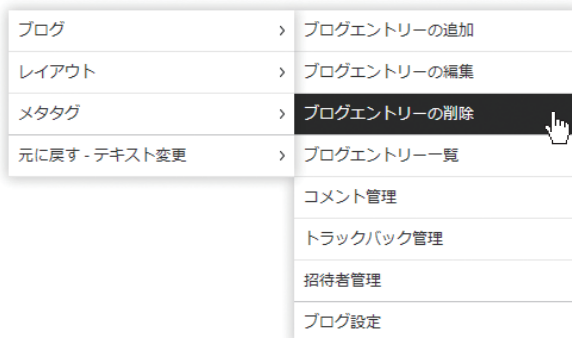 ブログ
レイアウト
メタタグ
元に戻す - テキスト変更
ブログエントリーの追加
ブログエントリーの編集
ブログエントリーの削除
ブログエントリー一覧
コメント管理
トラックバック管理
招待者管理
ブログ設定